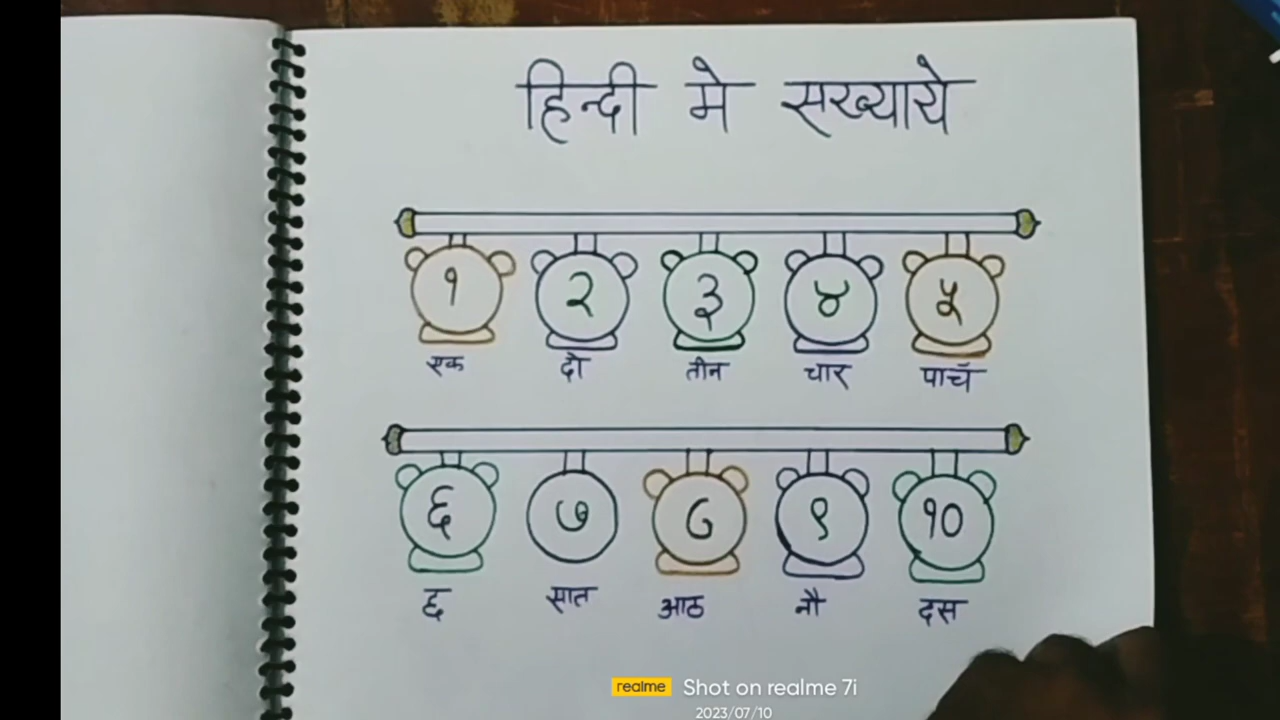 हिन्दी मे सख्याये
१ २ ३ ४ ५
एक दो तीन चार पाचँ
६ ७ ८ ९ १०
छ सात आठ नौ दस
realme Shot on realme 7i
2023/07/10